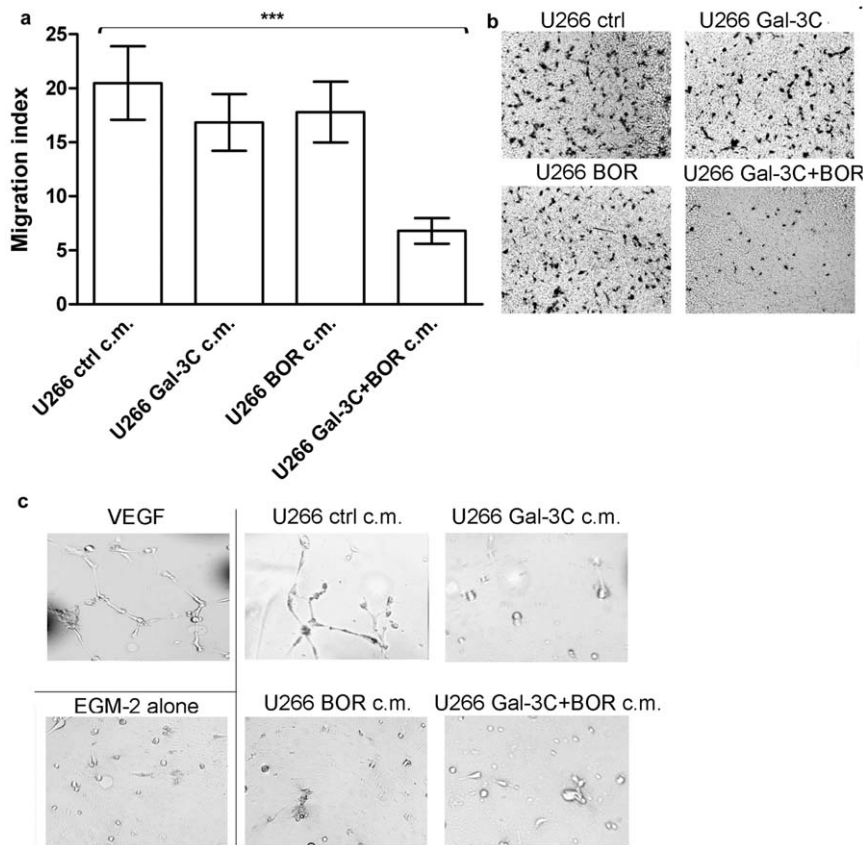 a
***
Migration index
25
20
15
10
5
0
U266 ctrl c.m.
U266 Gal-3C c.m.
U266 BOR c.m.
U266 Gal-3C+BOR c.m.
b
U266 ctrl
U266 Gal-3C
U266 BOR
U266 Gal-3C+BOR
c
VEGF
U266 ctrl c.m.
U266 Gal-3C c.m.
EGM-2 alone
U266 BOR c.m.
U266 Gal-3C+BOR c.m.